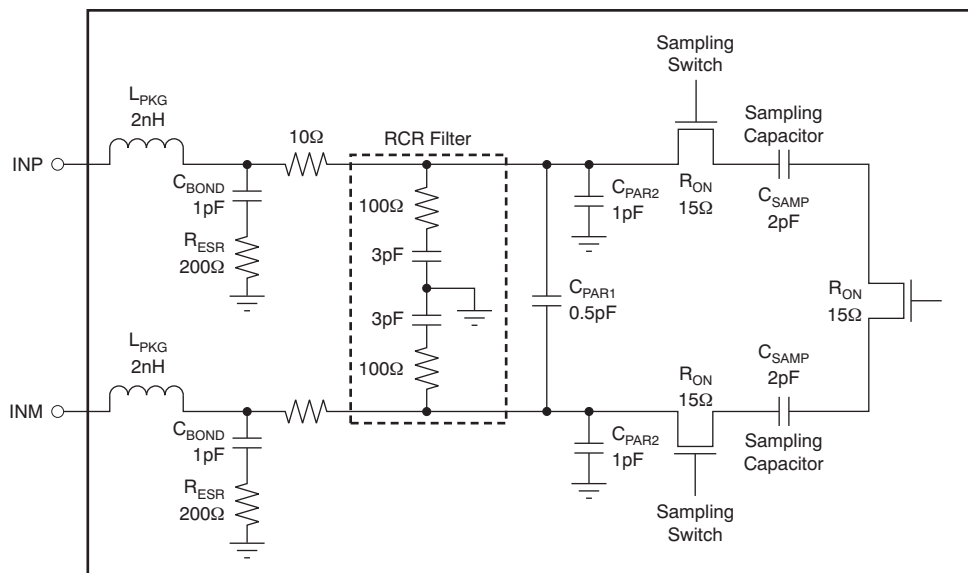 Sampling
Switch
L_PKG
2nH
10Ω
RCR Filter
Sampling
Capacitor
INP
C_BOND
1pF
100Ω
C_PAR2
1pF
R_ON
15Ω
C_SAMP
2pF
R_ESR
200Ω
3pF
3pF
C_PAR1
0.5pF
R_ON
15Ω
L_PKG
2nH
100Ω
R_ON
15Ω
C_SAMP
2pF
INM
C_BOND
1pF
C_PAR2
1pF
Sampling
Capacitor
R_ESR
200Ω
Sampling
Switch